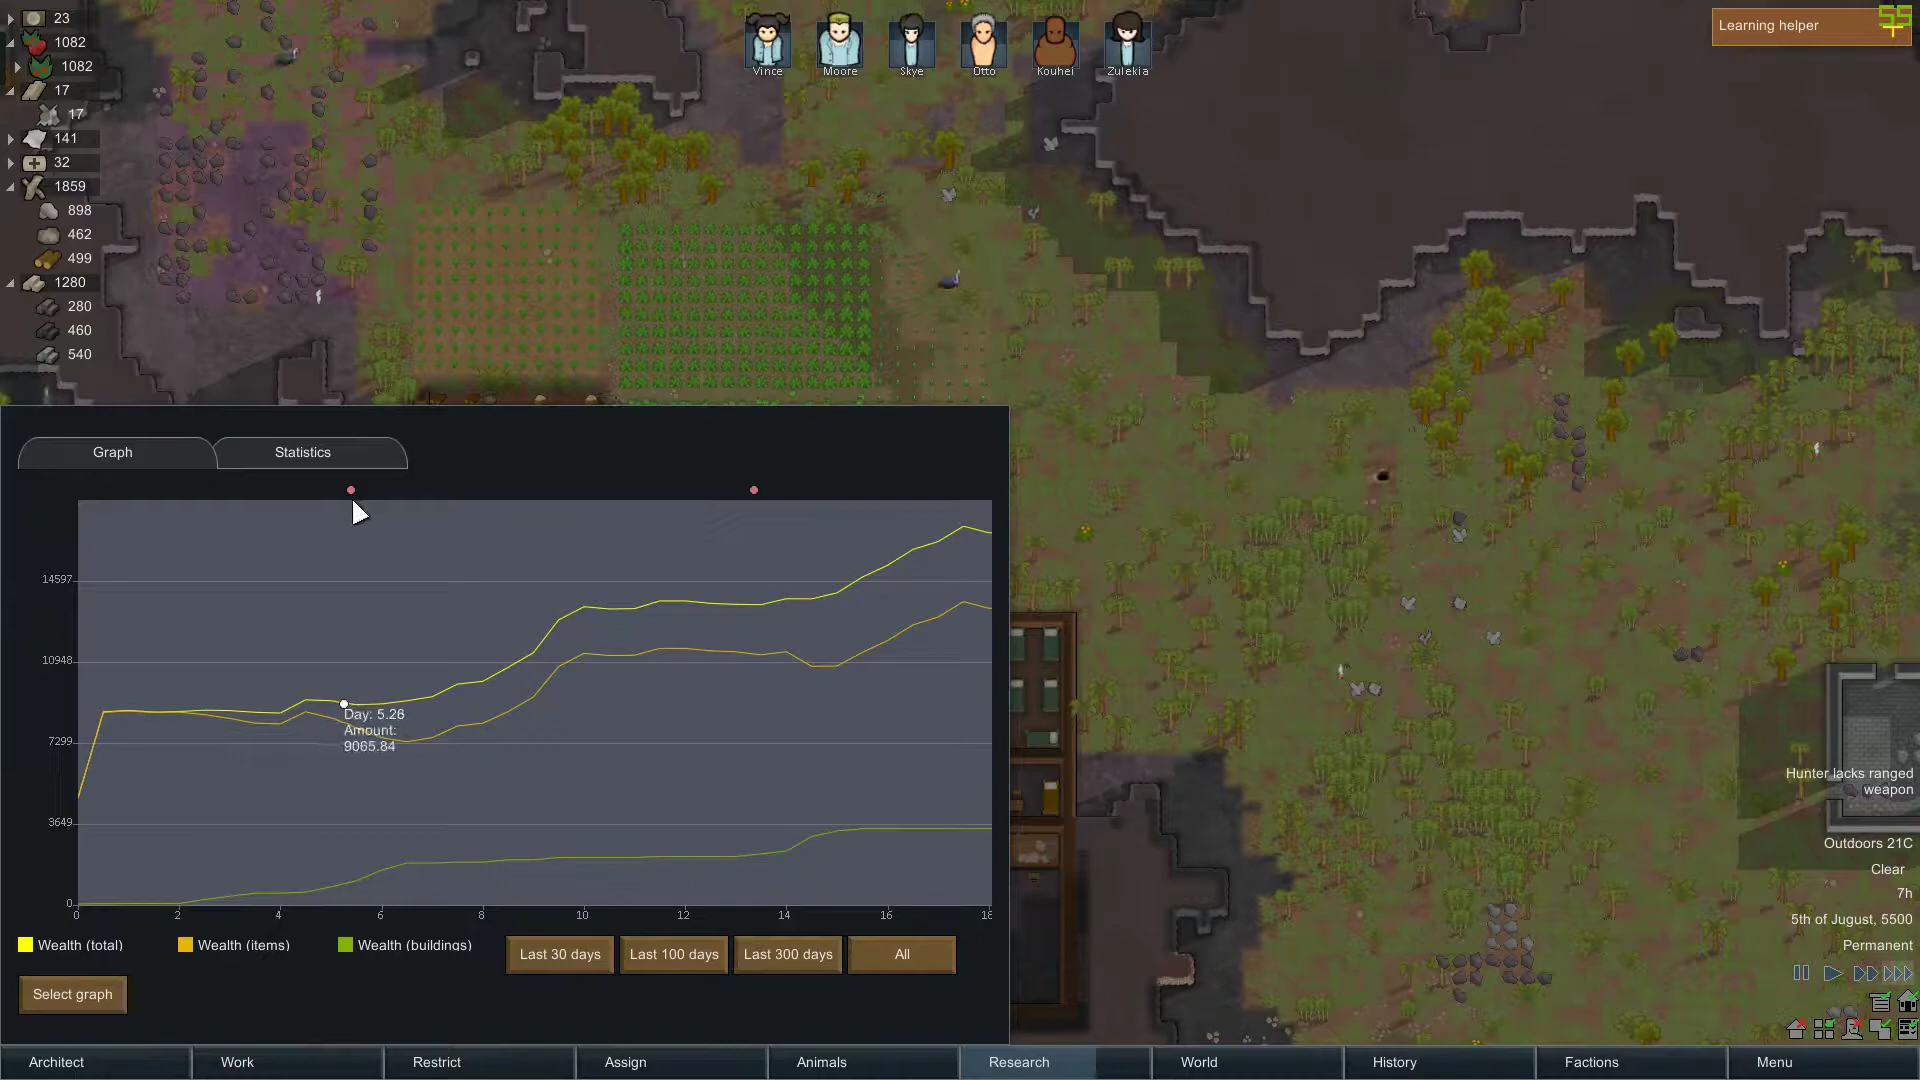 23
1082
1082
17
17
141
32
1859
898
462
499
1280
280
460
540
Vince
Moore
Skye
Otto
Kouhei
Zulekia
Learning helper
55
Graph
Statistics
14597
10948
7299
3649
0
0 2 4 6 8 10 12 14 16 18
Day: 5.26
Amount:
9065.84
Wealth (total)
Wealth (items)
Wealth (buildings)
Last 30 days
Last 100 days
Last 300 days
All
Select graph
Hunter lacks ranged
weapon
Outdoors 21C
Clear
7h
5th of Jugust, 5500
Permanent
Architect
Work
Restrict
Assign
Animals
Research
World
History
Factions
Menu